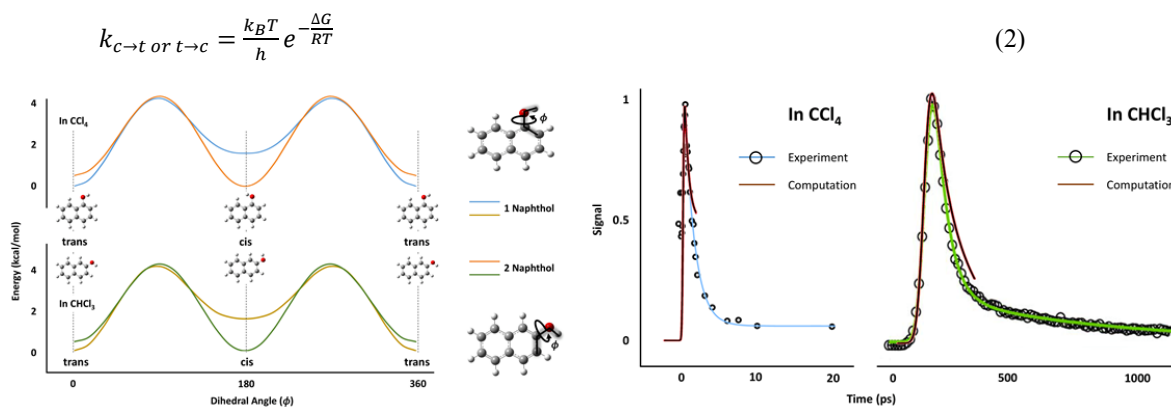 k_{c→t or t→c} = \frac{k_B T}{h} e^{-\frac{ΔG}{RT}} (2)
4
In CCl₄
2
0
ϕ
trans
cis
trans
1 Naphthol
2 Naphthol
Energy (kcal/mol)
4
2
In CHCl₃
0
trans
cis
trans
ϕ
0
180
360
Dihedral Angle (ϕ)
1
In CCl₄
Experiment
Computation
Signal
0.5
0
0
10
20
In CHCl₃
Experiment
Computation
0
500
1000
Time (ps)